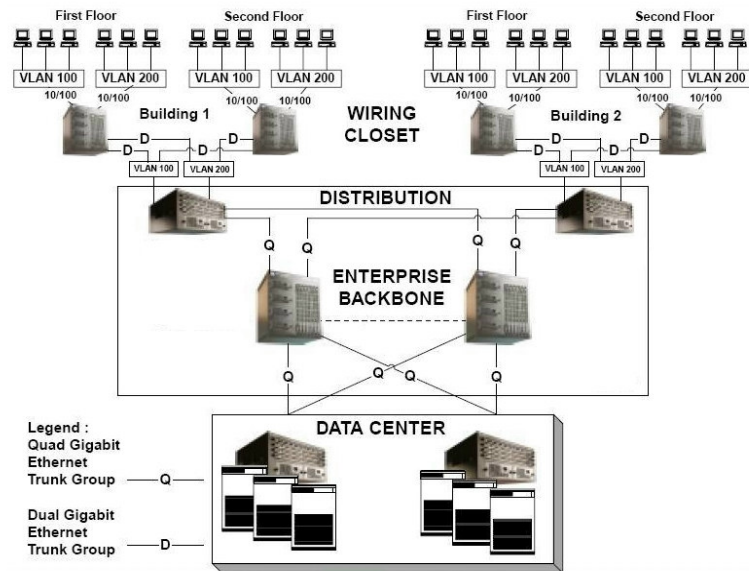 First Floor
Second Floor
First Floor
Second Floor
VLAN 100
VLAN 200
VLAN 100
VLAN 200
VLAN 100
VLAN 200
VLAN 100
VLAN 200
10/100
10/100
10/100
10/100
10/100
10/100
10/100
10/100
Building 1
WIRING
CLOSET
Building 2
D
D
D
D
D
D
D
D
VLAN 100
VLAN 200
VLAN 100
VLAN 200
DISTRIBUTION
Q
Q
Q
Q
ENTERPRISE
BACKBONE
Q
Q
Q
Q
DATA CENTER
Legend :
Quad Gigabit
Ethernet
Trunk Group
Q
Dual Gigabit
Ethernet
Trunk Group
D